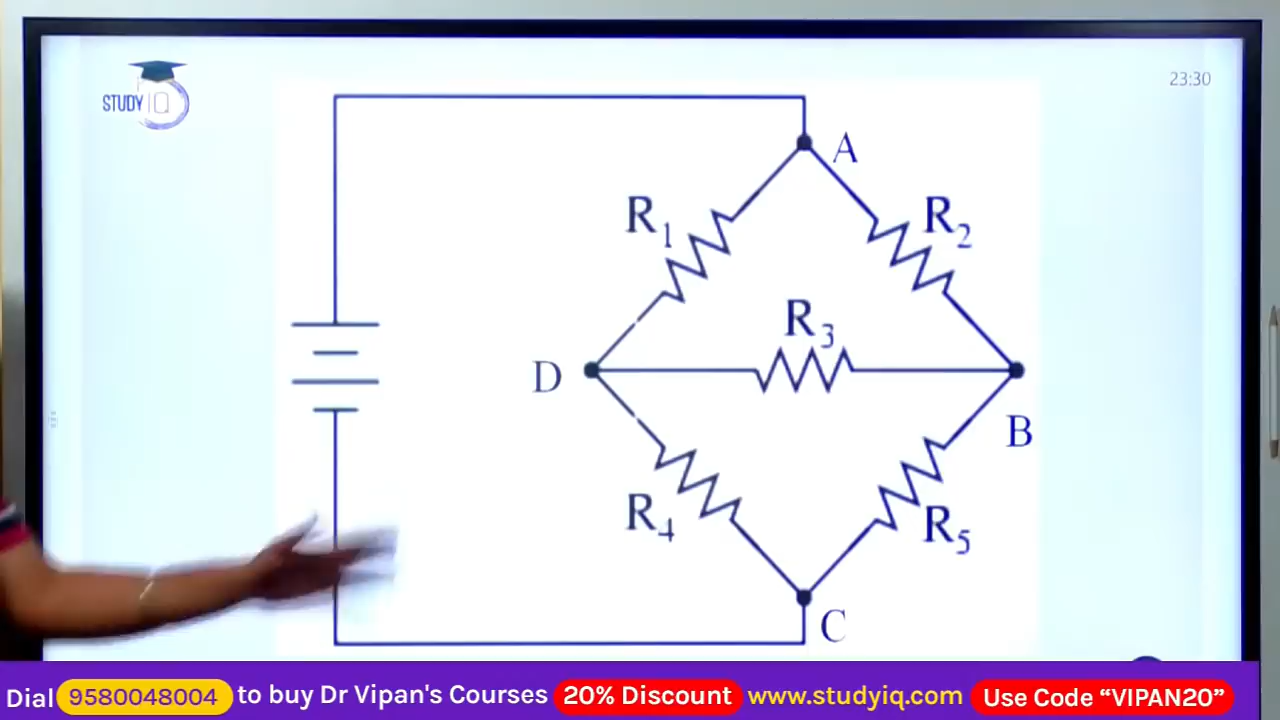 STUDY IQ
23:30
A
R1
R2
R3
D
B
R4
R5
C
Dial 9580048004 to buy Dr Vipan's Courses 20% Discount www.studyiq.com Use Code “VIPAN20”